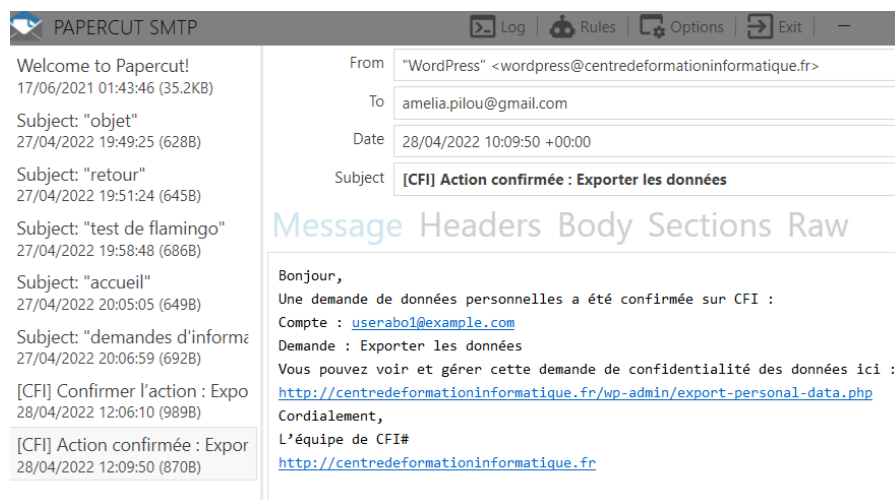 PAPERCUT SMTP
Log | Rules | Options | Exit |
Welcome to Papercut!
17/06/2021 01:43:46 (35.2KB)
Subject: "objet"
27/04/2022 19:49:25 (628B)
Subject: "retour"
27/04/2022 19:51:24 (645B)
Subject: "test de flamingo"
27/04/2022 19:58:48 (686B)
Subject: "accueil"
27/04/2022 20:05:05 (649B)
Subject: "demandes d'informa
27/04/2022 20:06:59 (692B)
[CFI] Confirmer l’action : Expo
28/04/2022 12:06:10 (989B)
[CFI] Action confirmée : Expor
28/04/2022 12:09:50 (870B)
From "WordPress" <wordpress@centredeformationinformatique.fr>
To amelia.pilou@gmail.com
Date 28/04/2022 10:09:50 +00:00
Subject [CFI] Action confirmée : Exporter les données
Message Headers Body Sections Raw
Bonjour,
Une demande de données personnelles a été confirmée sur CFI :
Compte : userabo1@example.com
Demande : Exporter les données
Vous pouvez voir et gérer cette demande de confidentialité des données ici :
http://centredeformationinformatique.fr/wp-admin/export-personal-data.php
Cordialement,
L’équipe de CFI#
http://centredeformationinformatique.fr